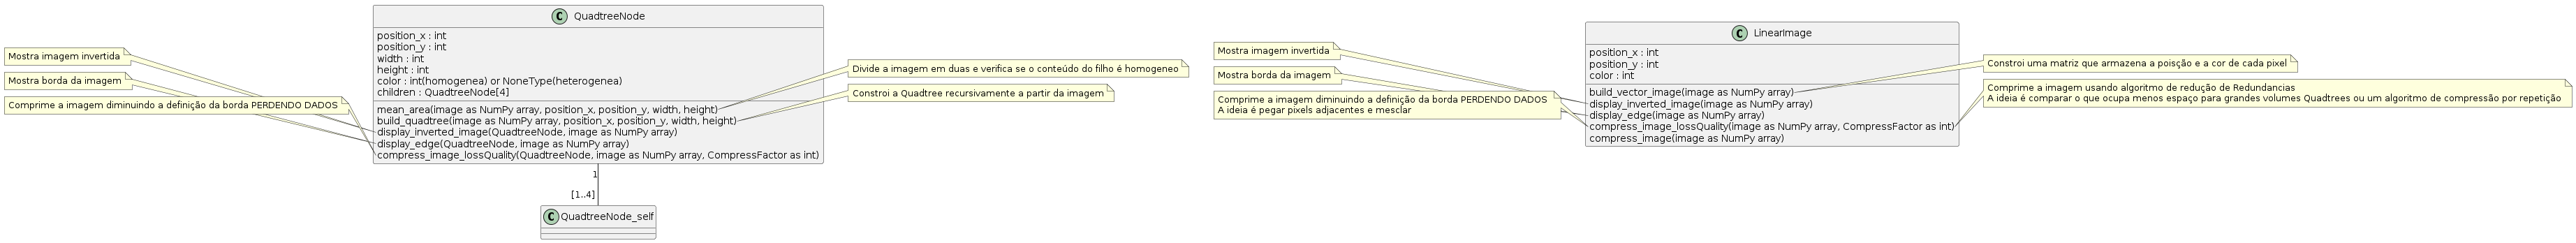 Mostra imagem invertida
Mostra borda da imagem
Comprime a imagem diminuindo a definição da borda PERDENDO DADOS
C QuadtreeNode
position_x : int
position_y : int
width : int
height : int
color : int(homogenea) or NoneType(heterogenea)
children : QuadtreeNode[4]
mean_area(image as NumPy array, position_x, position_y, width, height)
build_quadtree(image as NumPy array, position_x, position_y, width, height)
display_inverted_image(QuadtreeNode, image as NumPy array)
display_edge(QuadtreeNode, image as NumPy array)
compress_image_lossQuality(QuadtreeNode, image as NumPy array, CompressFactor as int)
Divide a imagem em duas e verifica se o conteúdo do filho é homogeneo
Constroi a Quadtree recursivamente a partir da imagem
1
[1..4]
C QuadtreeNode_self
Mostra imagem invertida
Mostra borda da imagem
Comprime a imagem diminuindo a definição da borda PERDENDO DADOS
A ideia é pegar pixels adjacentes e mesclar
C LinearImage
position_x : int
position_y : int
color : int
build_vector_image(image as NumPy array)
display_inverted_image(image as NumPy array)
display_edge(image as NumPy array)
compress_image_lossQuality(image as NumPy array, CompressFactor as int)
compress_image(image as NumPy array)
Constroi uma matriz que armazena a poisção e a cor de cada pixel
Comprime a imagem usando algoritmo de redução de Redundancias
A ideia é comparar o que ocupa menos espaço para grandes volumes Quadtrees ou um algoritmo de compressão por repetição